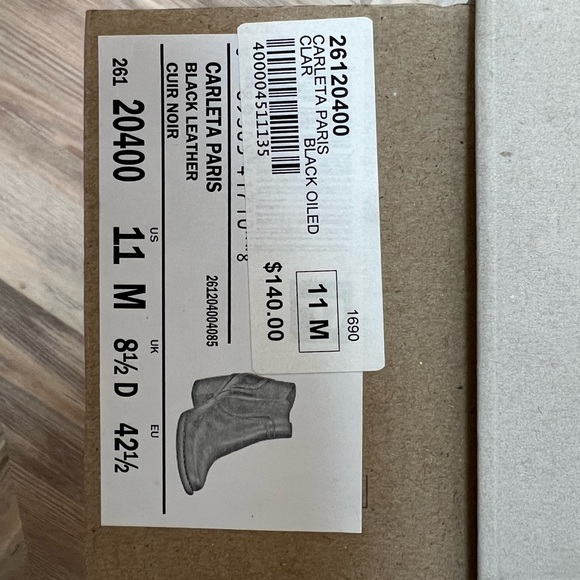 26120400
CARLETA PARIS
CLAR BLACK OILED
400004511135
11 M
$140.00
1690
CARLETA PARIS
BLACK LEATHER
CUIR NOIR
261204004085
261 20400
US UK EU
11 M 8½ D 42½